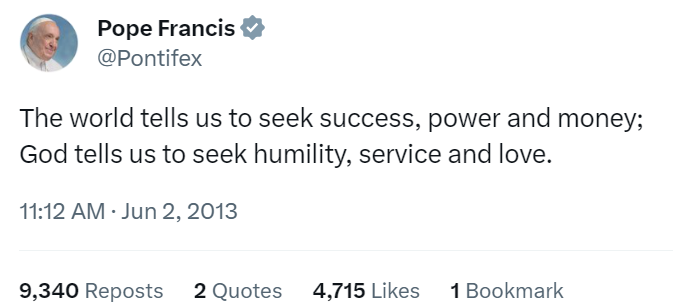 Pope Francis
@Pontifex
The world tells us to seek success, power and money;
God tells us to seek humility, service and love.
11:12 AM · Jun 2, 2013
9,340 Reposts 2 Quotes 4,715 Likes 1 Bookmark